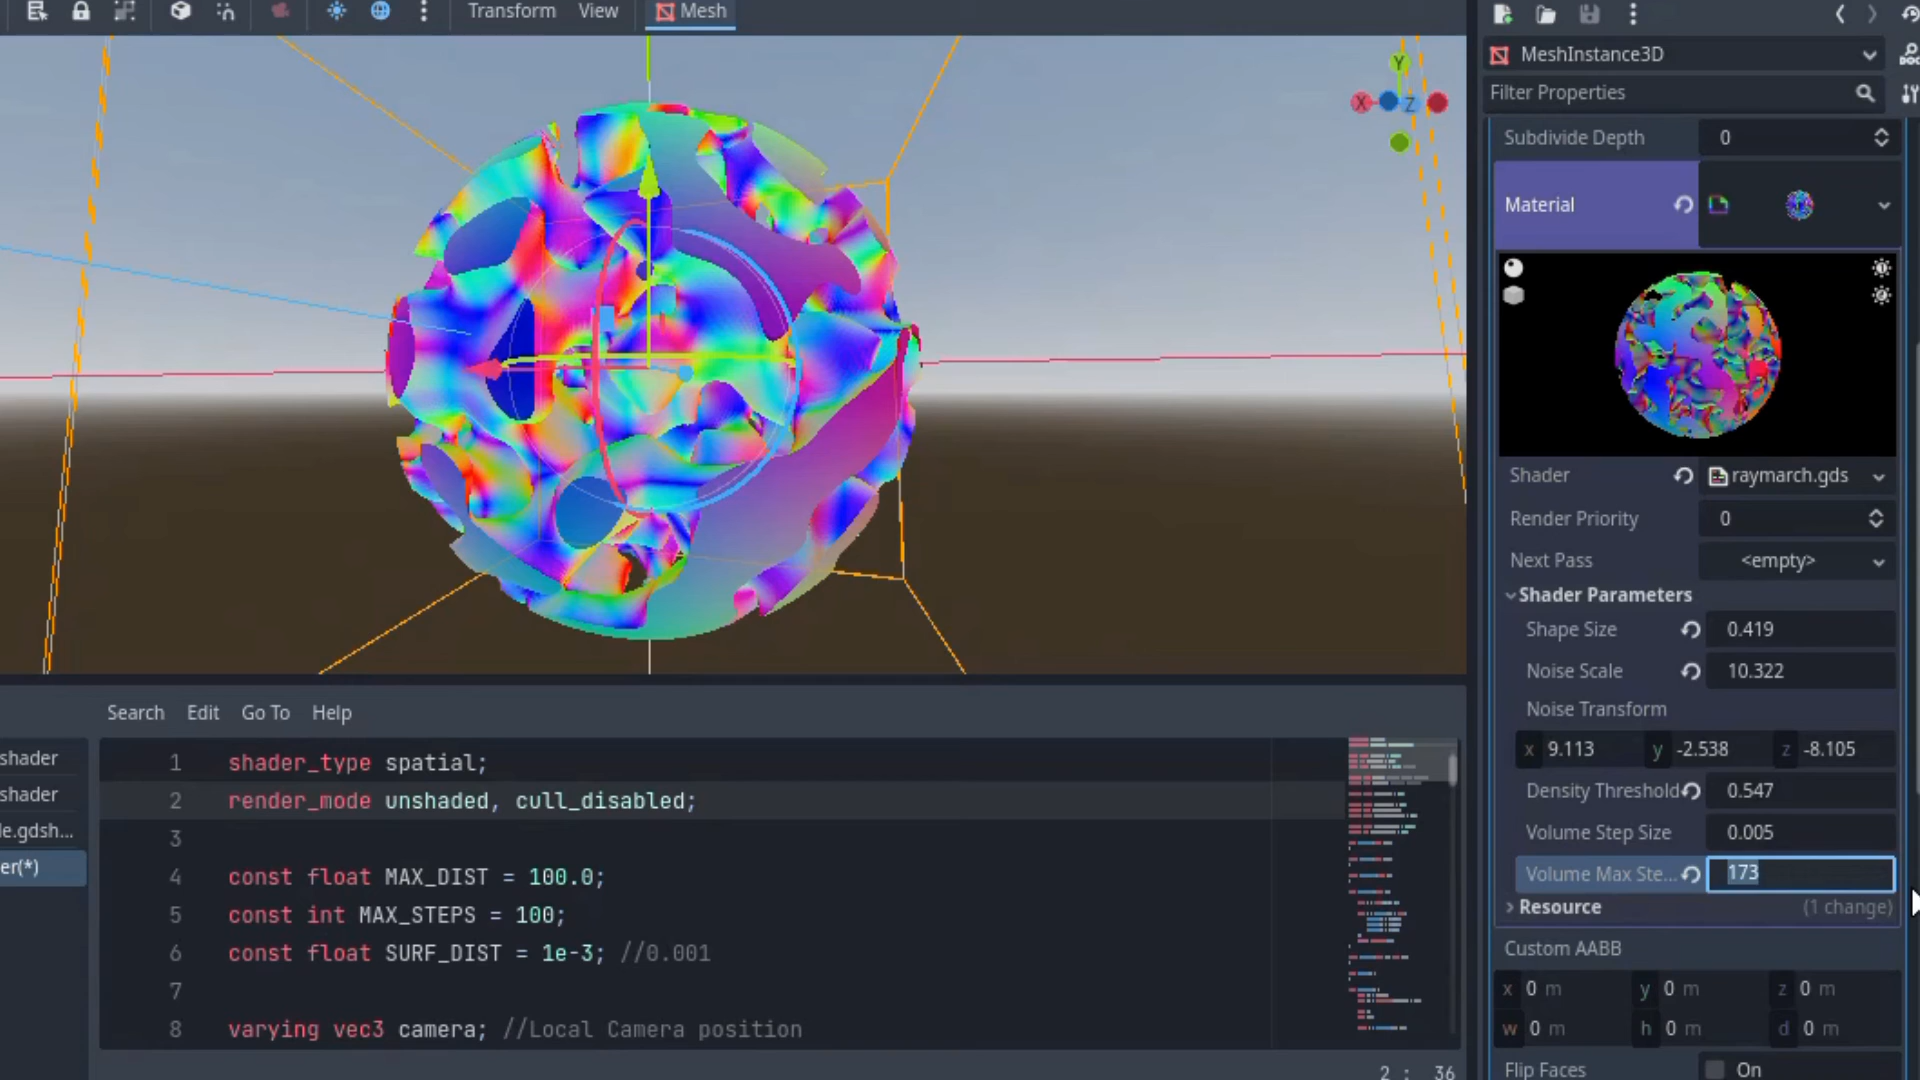 Transform View Mesh
Y
X Z
Search Edit Go To Help
shader
shader
le.gdsh...
er(*)
1 shader_type spatial;
2 render_mode unshaded, cull_disabled;
3
4 const float MAX_DIST = 100.0;
5 const int MAX_STEPS = 100;
6 const float SURF_DIST = 1e-3; //0.001
7
8 varying vec3 camera; //Local Camera position
2 : 36
MeshInstance3D
Filter Properties
Subdivide Depth 0
Material
Shader raymarch.gds
Render Priority 0
Next Pass <empty>
Shader Parameters
Shape Size 0.419
Noise Scale 10.322
Noise Transform
x 9.113 y -2.538 z -8.105
Density Threshold 0.547
Volume Step Size 0.005
Volume Max Ste... 173
Resource (1 change)
Custom AABB
x 0 m y 0 m z 0 m
w 0 m h 0 m d 0 m
Flip Faces On